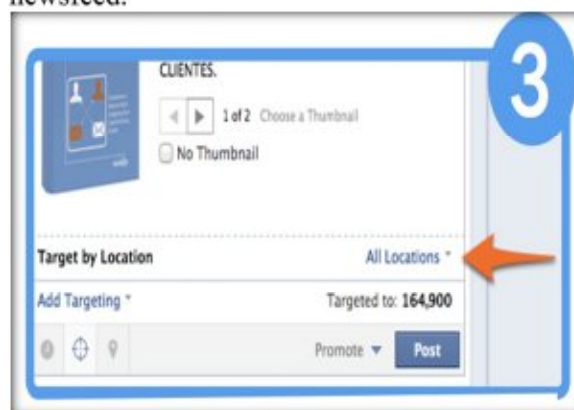 newsfeed.
3
CLIENTES.
1 of 2 Choose a Thumbnail
No Thumbnail
Target by Location All Locations
Add Targeting Targeted to: 164,900
Promote Post